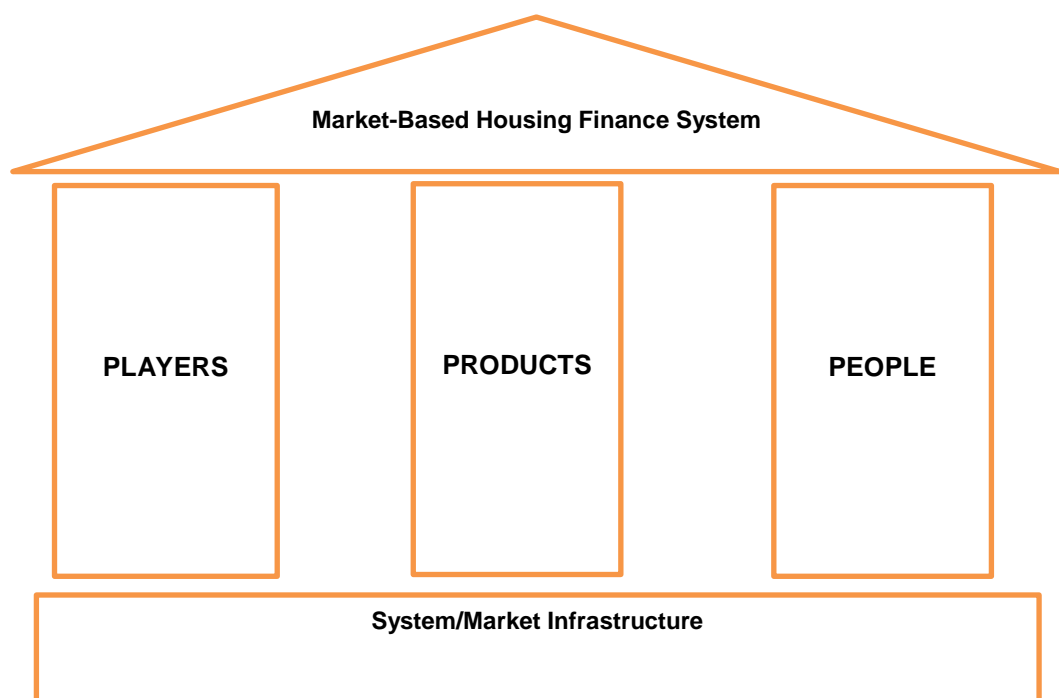 Market-Based Housing Finance System
PLAYERS
PRODUCTS
PEOPLE
System/Market Infrastructure